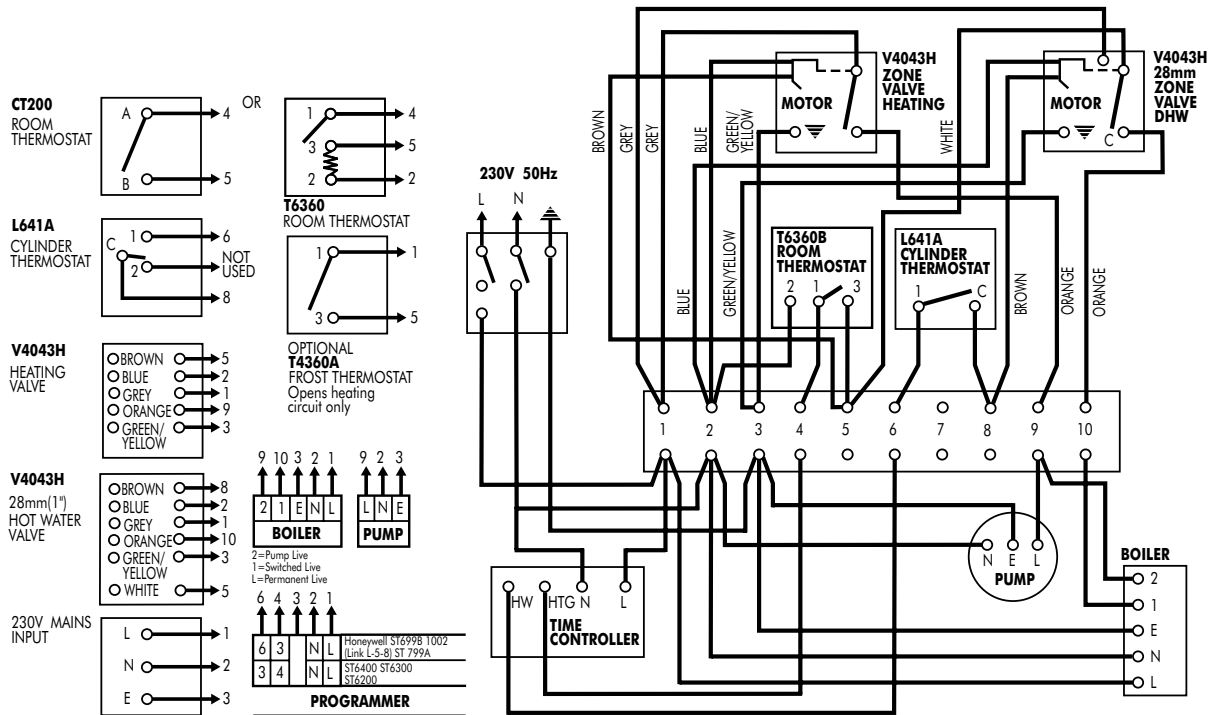 CT200
ROOM
THERMOSTAT
A
4
B
5
OR
1
4
3
5
2
2
T6360
ROOM THERMOSTAT
L641A
CYLINDER
THERMOSTAT
C
1
6
2
NOT
USED
8
1
1
3
5
OPTIONAL
T4360A
FROST THERMOSTAT
Opens heating
circuit only
V4043H
HEATING
VALVE
BROWN 5
BLUE 2
GREY 1
ORANGE 9
GREEN/
YELLOW 3
V4043H
28mm(1")
HOT WATER
VALVE
BROWN 8
BLUE 2
GREY 1
ORANGE 10
GREEN/
YELLOW 3
WHITE 5
230V MAINS
INPUT
L 1
N 2
E 3
9 10 3 2 1
2 1 E N L
BOILER
2=Pump Live
1=Switched Live
L=Permanent Live
9 2 3
L N E
PUMP
6 4 3 2 1
6 3 N L
Honeywell ST699B 1002
(Link L-5-8) ST 799A
3 4 N L
ST6400 ST6300
ST6200
PROGRAMMER
230V 50Hz
L N
BROWN
GREY
GREY
BLUE
GREEN/
YELLOW
WHITE
BLUE
GREEN/YELLOW
BROWN
ORANGE
ORANGE
V4043H
ZONE
VALVE
HEATING
MOTOR
V4043H
28mm
ZONE
VALVE
DHW
MOTOR
C
T6360B
ROOM
THERMOSTAT
2 1 3
L641A
CYLINDER
THERMOSTAT
1 C
1 2 3 4 5 6 7 8 9 10
HW HTG N L
TIME
CONTROLLER
N E L
PUMP
BOILER
2
1
E
N
L